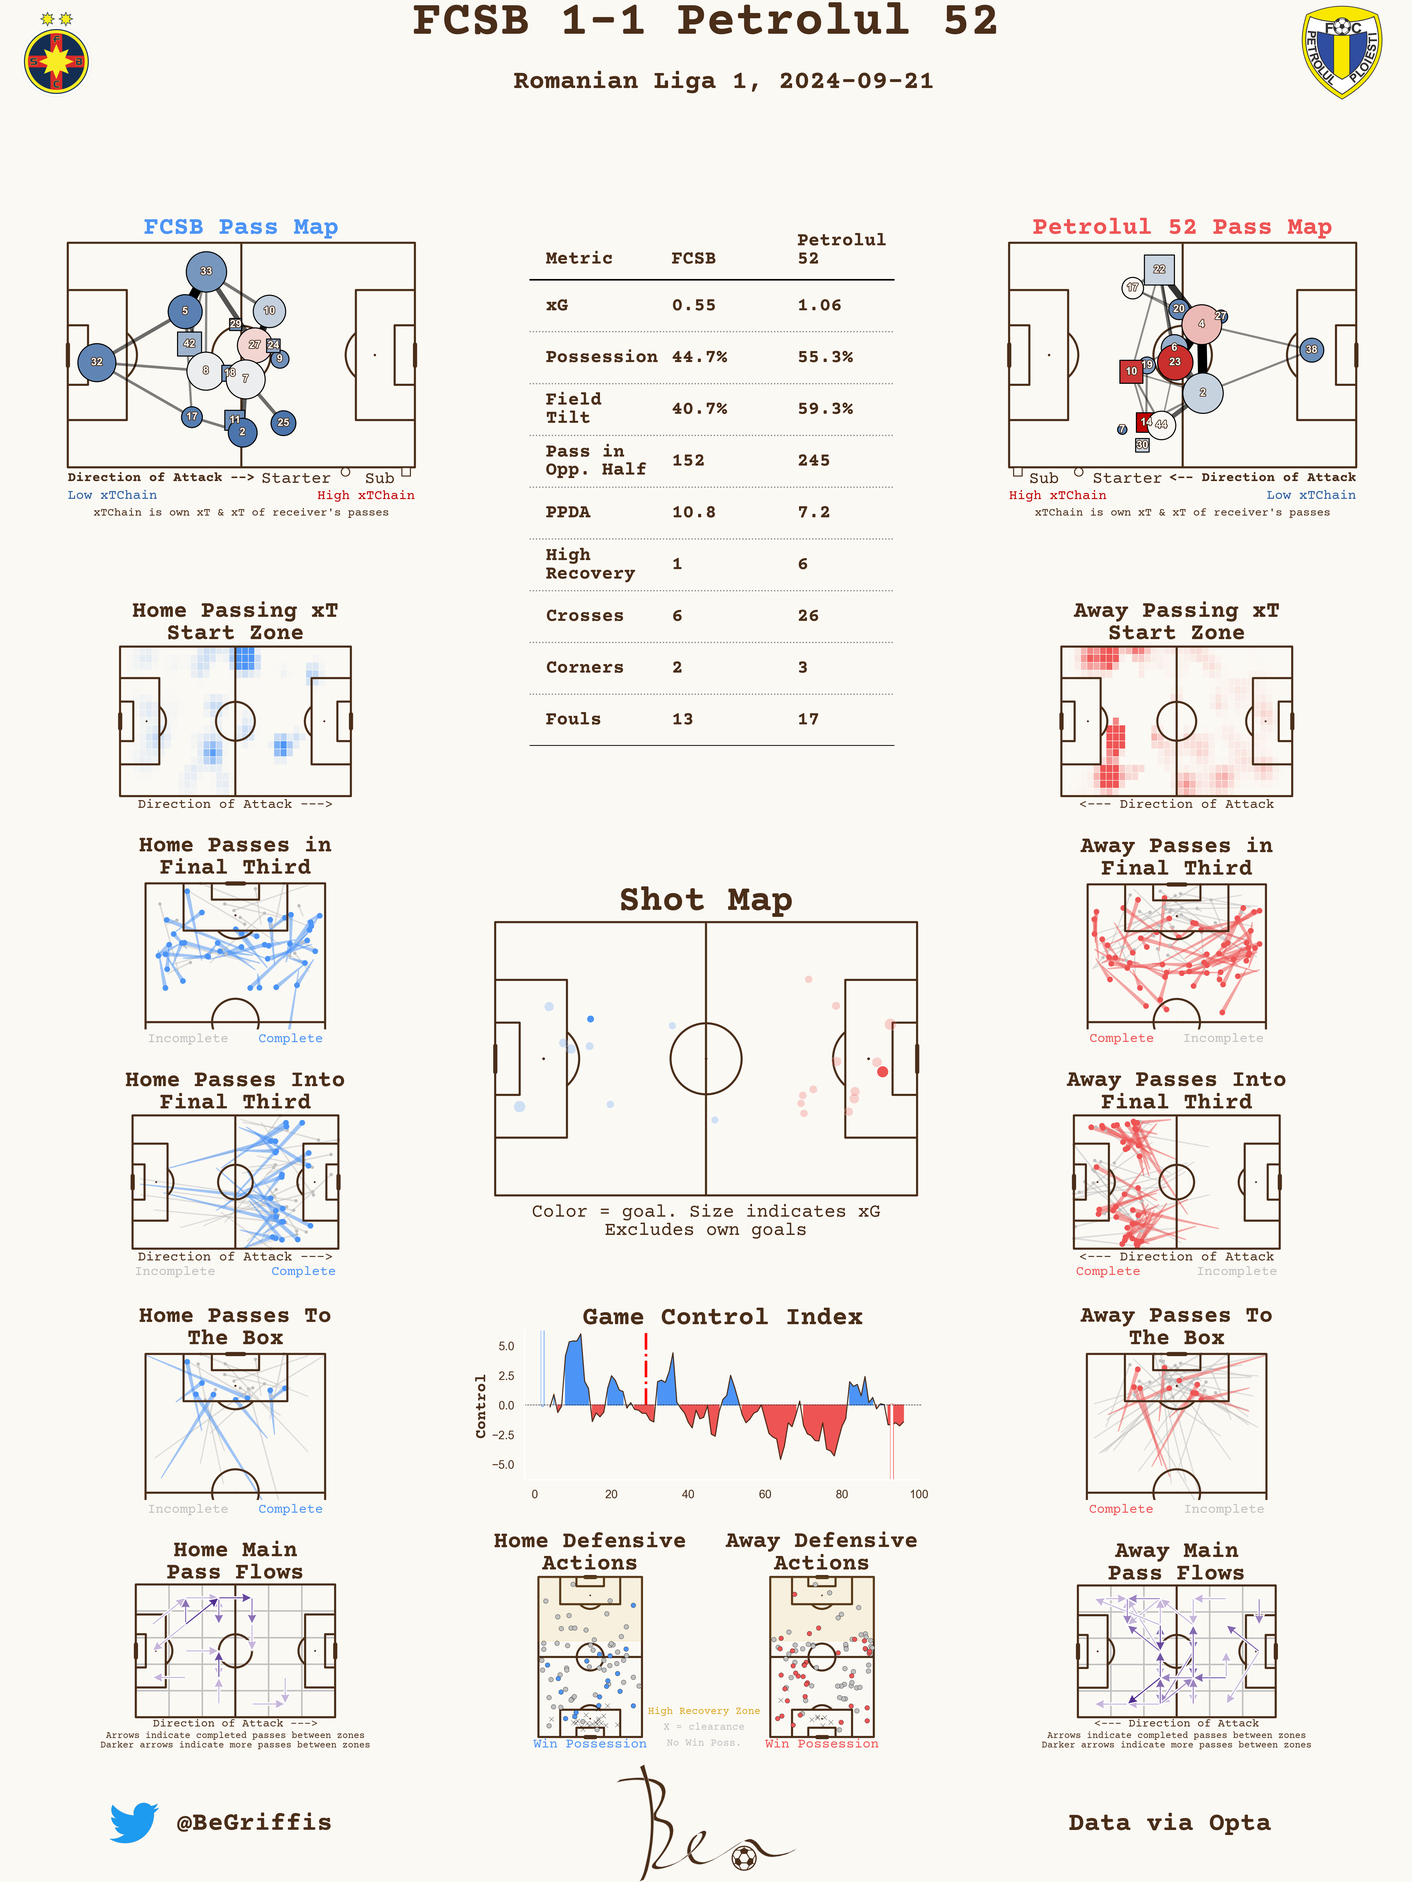 FCSB 1-1 Petrolul 52
Romanian Liga 1, 2024-09-21
F
S B
C
F C
PETROLUL PLOIESTI
FCSB Pass Map
33
5
10
29
42
27
24
9
32
8
18
7
17
11
2
25
Direction of Attack --> Starter Sub
Low xTChain High xTChain
xTChain is own xT & xT of receiver's passes
Metric FCSB Petrolul 52
xG 0.55 1.06
Possession 44.7% 55.3%
Field Tilt 40.7% 59.3%
Pass in Opp. Half 152 245
PPDA 10.8 7.2
High Recovery 1 6
Crosses 6 26
Corners 2 3
Fouls 13 17
Petrolul 52 Pass Map
22
17
20
4
27
6
38
23
10
19
2
14
44
7
30
Sub Starter <-- Direction of Attack
High xTChain Low xTChain
xTChain is own xT & xT of receiver's passes
Home Passing xT
Start Zone
Direction of Attack --->
Away Passing xT
Start Zone
<--- Direction of Attack
Home Passes in
Final Third
Incomplete Complete
Away Passes in
Final Third
Complete Incomplete
Shot Map
Color = goal. Size indicates xG
Excludes own goals
Home Passes Into
Final Third
Direction of Attack --->
Incomplete Complete
Away Passes Into
Final Third
<--- Direction of Attack
Complete Incomplete
Home Passes To
The Box
Incomplete Complete
Game Control Index
Control
5.0
2.5
0.0
−2.5
−5.0
0 20 40 60 80 100
Away Passes To
The Box
Complete Incomplete
Home Main
Pass Flows
Direction of Attack --->
Arrows indicate completed passes between zones
Darker arrows indicate more passes between zones
Home Defensive
Actions
Win Possession
High Recovery Zone
X = clearance
No Win Poss.
Away Defensive
Actions
Win Possession
Away Main
Pass Flows
<--- Direction of Attack
Arrows indicate completed passes between zones
Darker arrows indicate more passes between zones
@BeGriffis
Ben
Data via Opta